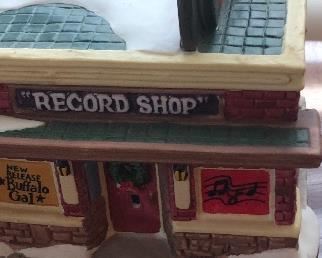 "RECORD SHOP"
NEW
RELEASE
Buffalo
Gal